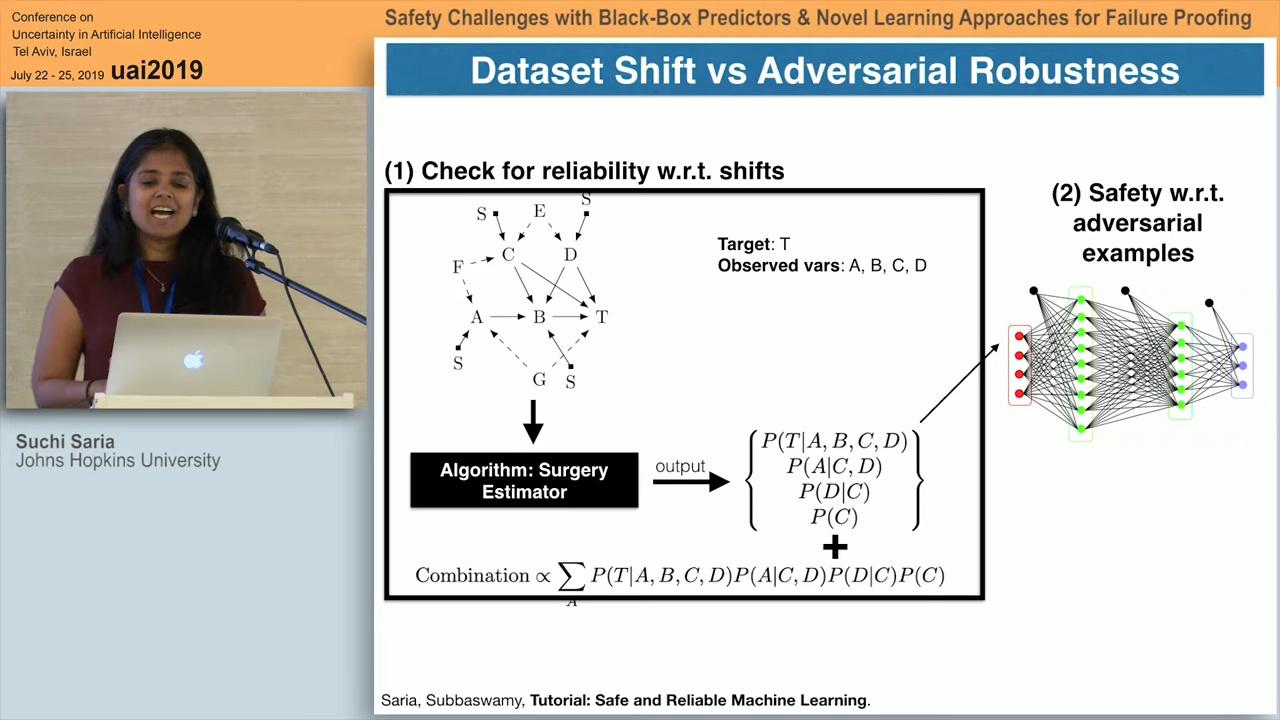 Conference on
Uncertainty in Artificial Intelligence
Tel Aviv, Israel
July 22 - 25, 2019 uai2019
Suchi Saria
Johns Hopkins University
Safety Challenges with Black-Box Predictors & Novel Learning Approaches for Failure Proofing
Dataset Shift vs Adversarial Robustness
(1) Check for reliability w.r.t. shifts
S E S
C D
F
A B T
S
G S
Target: T
Observed vars: A, B, C, D
Algorithm: Surgery
Estimator
output
P(T|A, B, C, D)
P(A|C, D)
P(D|C)
P(C)
+
Combination ∝ ∑ P(T|A, B, C, D)P(A|C, D)P(D|C)P(C)
A
(2) Safety w.r.t.
adversarial
examples
Saria, Subbaswamy, Tutorial: Safe and Reliable Machine Learning.